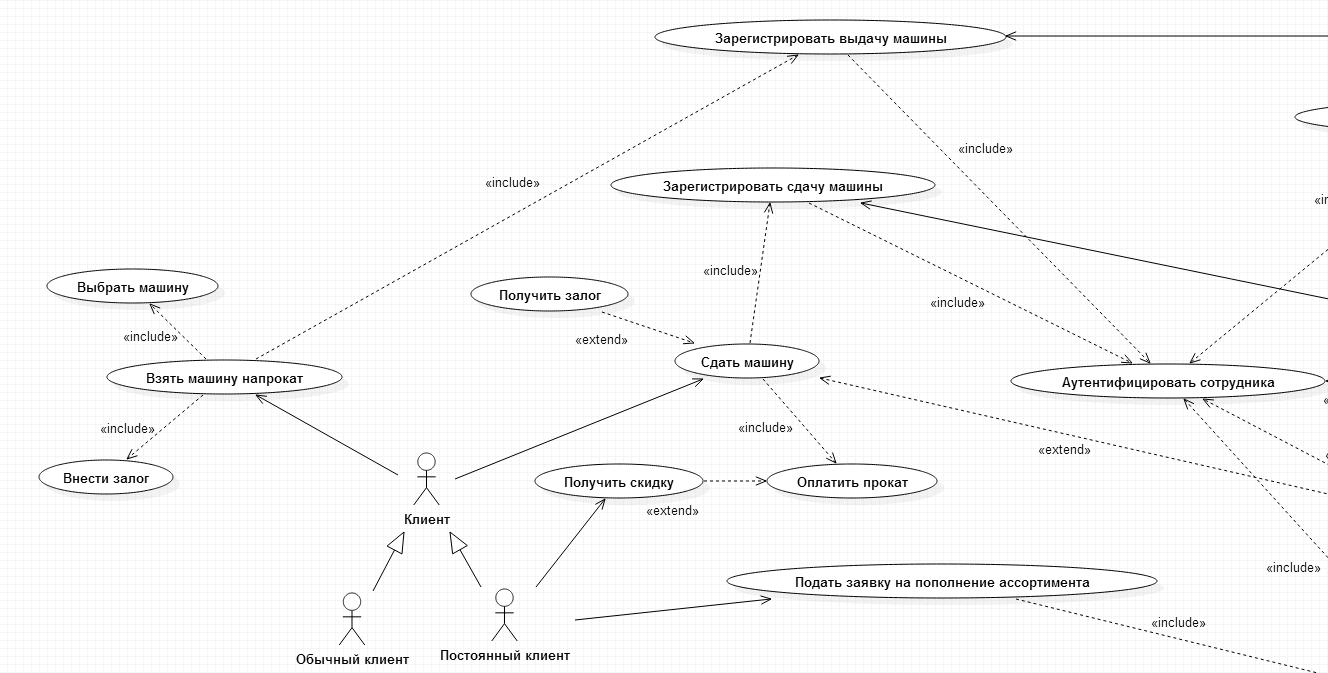 Зарегистрировать выдачу машины
«include»
«include»
Зарегистрировать сдачу машины
«include»
«include»
Выбрать машину
Получить залог
«include»
«extend»
Сдать машину
Взять машину напрокат
Аутентифицировать сотрудника
«include»
«include»
«extend»
Внести залог
Получить скидку
Оплатить прокат
«extend»
Клиент
«include»
Подать заявку на пополнение ассортимента
«include»
Обычный клиент
Постоянный клиент